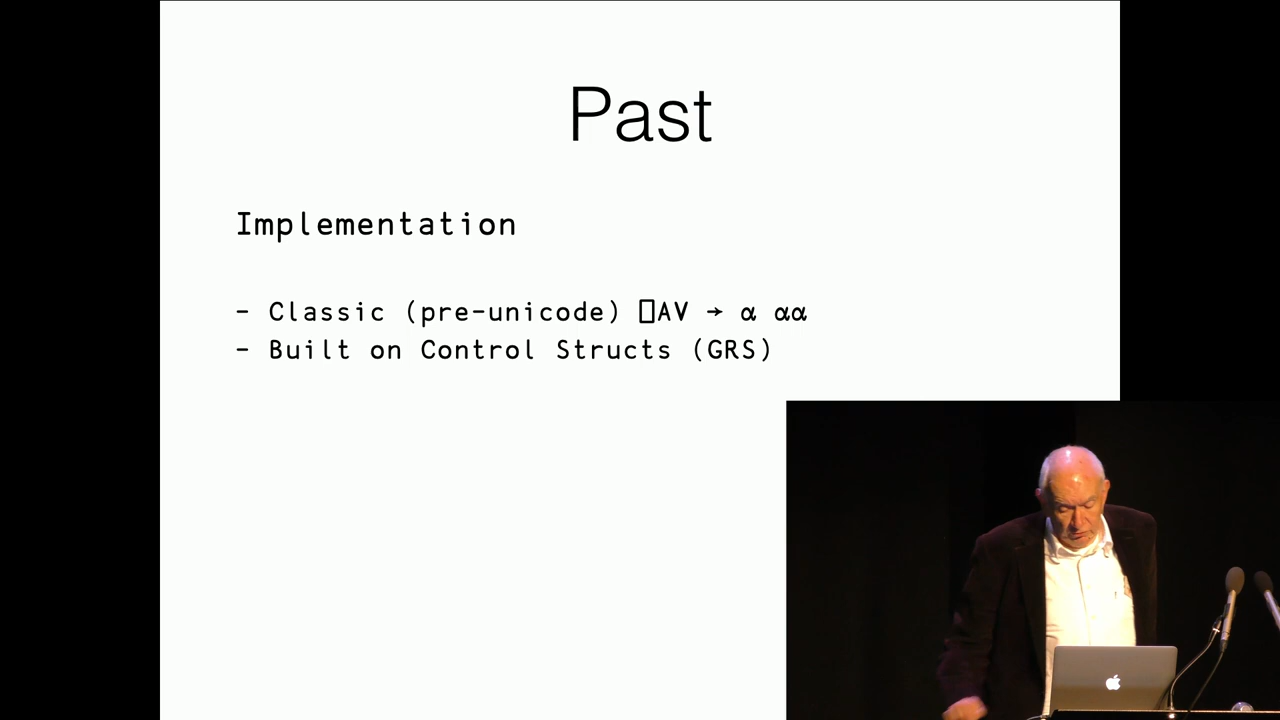 Past
Implementation
- Classic (pre-unicode) ⎕AV → ⍺ ⍺⍺
- Built on Control Structs (GRS)